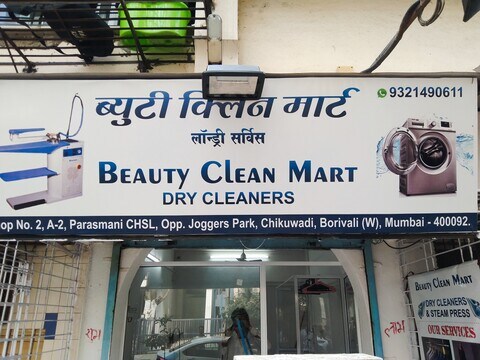 9321490611
ब्युटी क्लिन मार्ट
लॉन्ड्री सर्विस
BEAUTY CLEAN MART
DRY CLEANERS
op No. 2, A-2, Parasmani CHSL, Opp. Joggers Park, Chikuwadi, Borivali (W), Mumbai - 400092.
शुभ
लाभ
BEAUTY CLEAN MART
DRY CLEANERS
& STEAM PRESS
OUR SERVICES